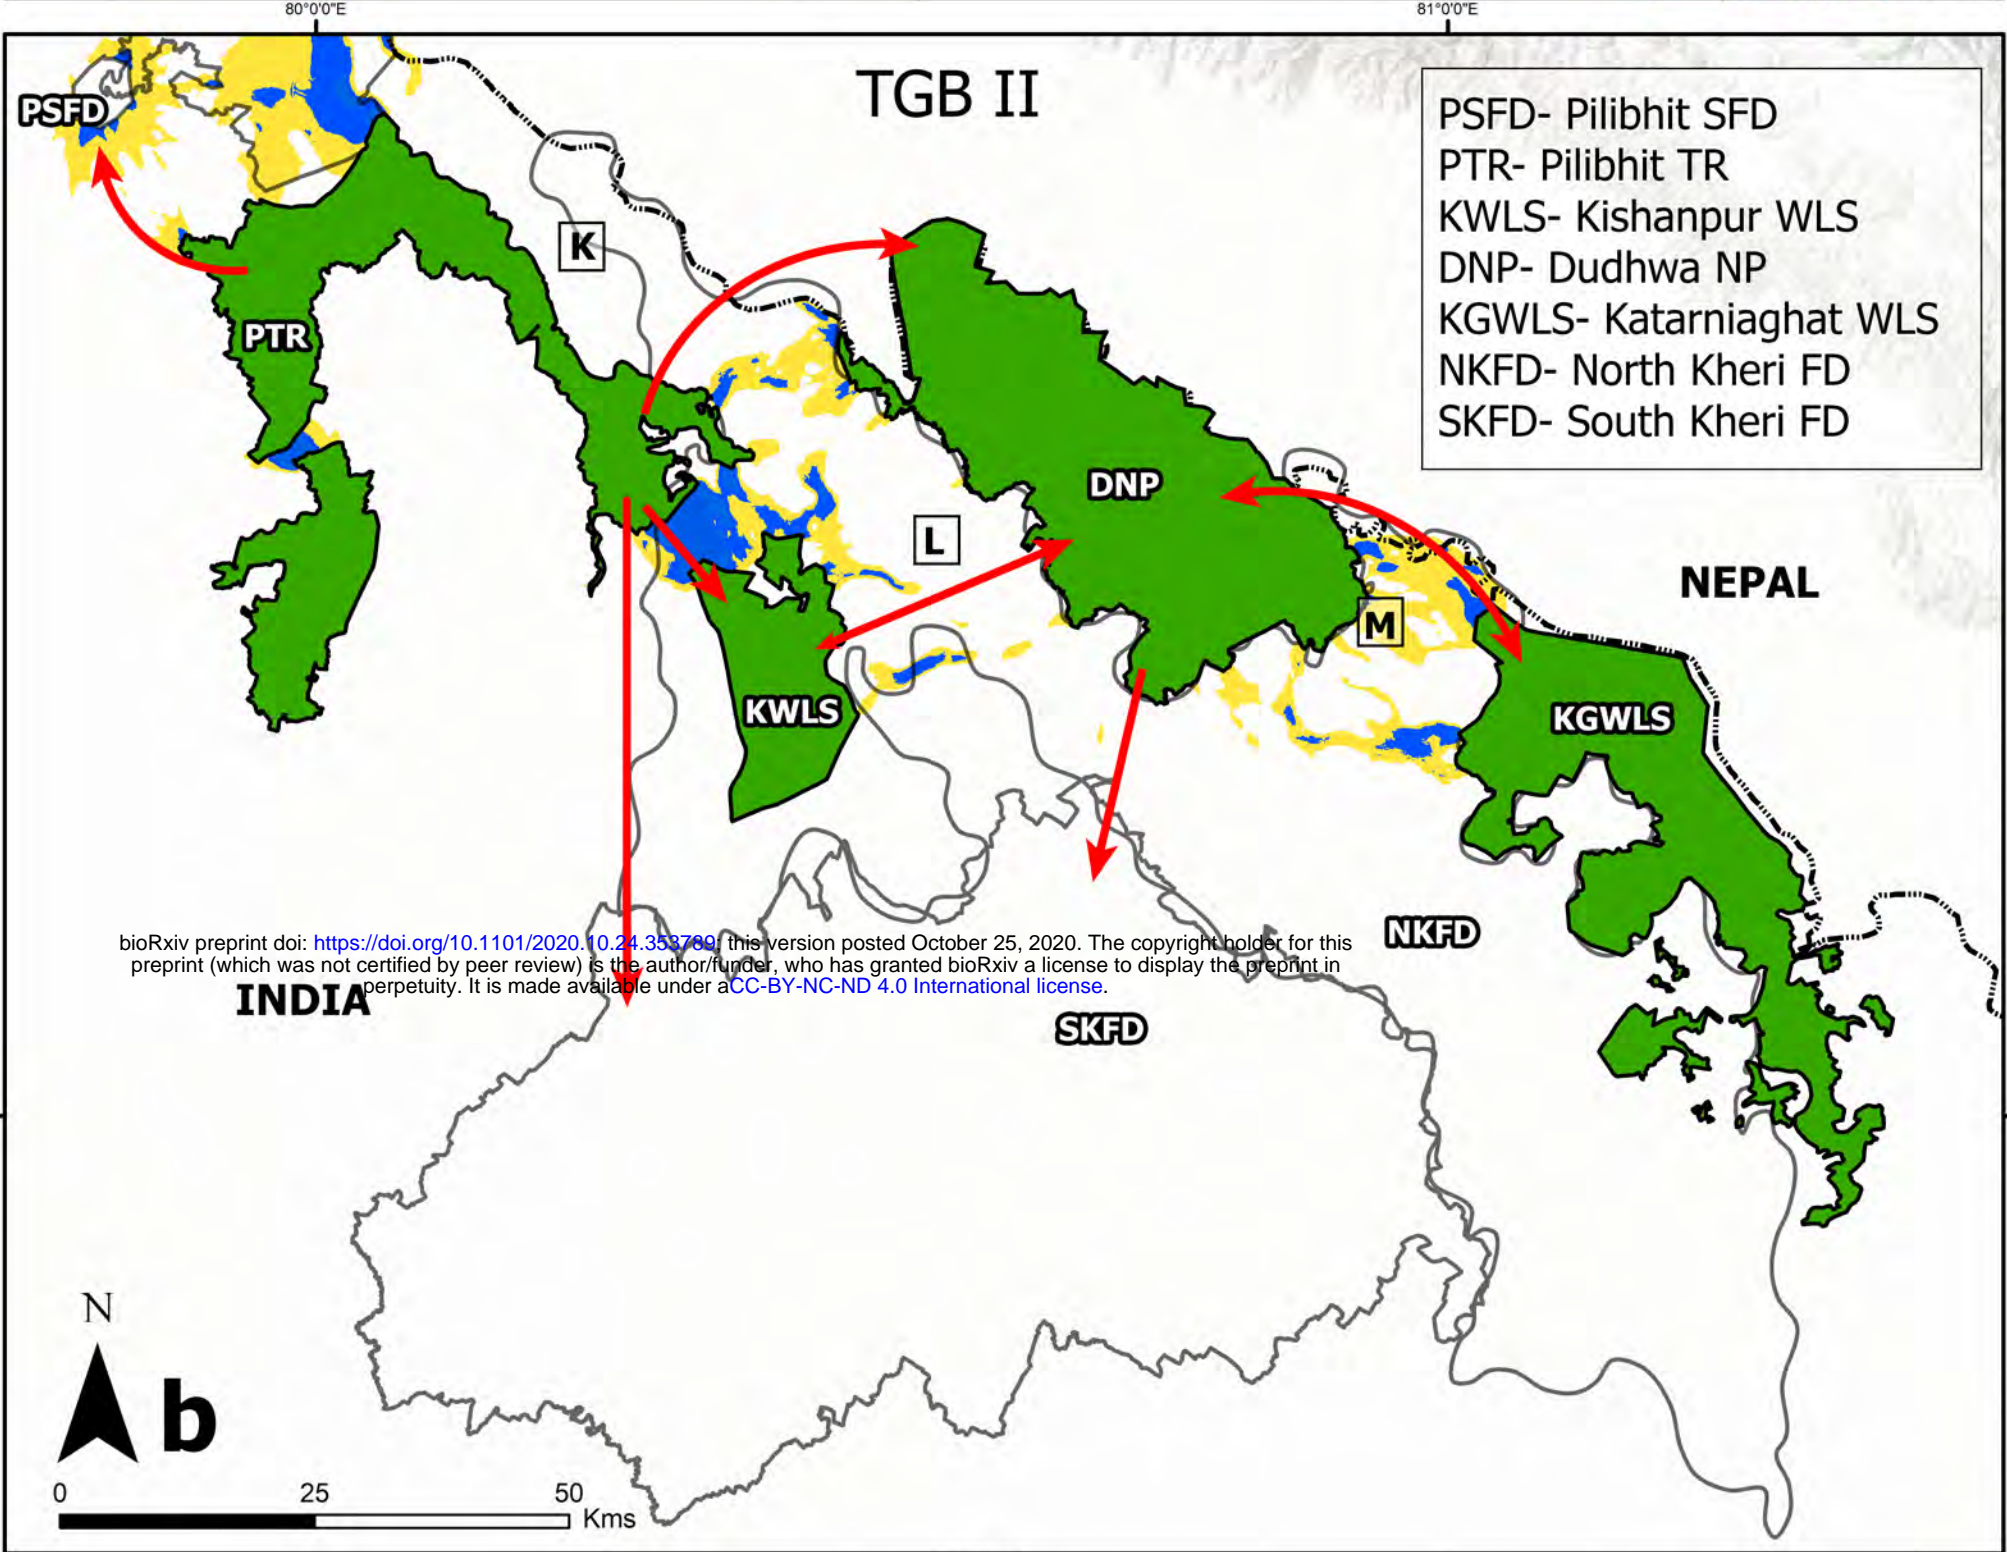 80°0'0"E
81°0'0"E
TGB II
PSFD- Pilibhit SFD
PTR- Pilibhit TR
KWLS- Kishanpur WLS
DNP- Dudhwa NP
KGWLS- Katarniaghat WLS
NKFD- North Kheri FD
SKFD- South Kheri FD
PSFD
K
PTR
DNP
L
NEPAL
M
KWLS
KGWLS
NKFD
bioRxiv preprint doi: https://doi.org/10.1101/2020.10.24.353789; this version posted October 25, 2020. The copyright holder for this
preprint (which was not certified by peer review) is the author/funder, who has granted bioRxiv a license to display the preprint in
perpetuity. It is made available under aCC-BY-NC-ND 4.0 International license.
INDIA
SKFD
N
b
0 25 50
Kms